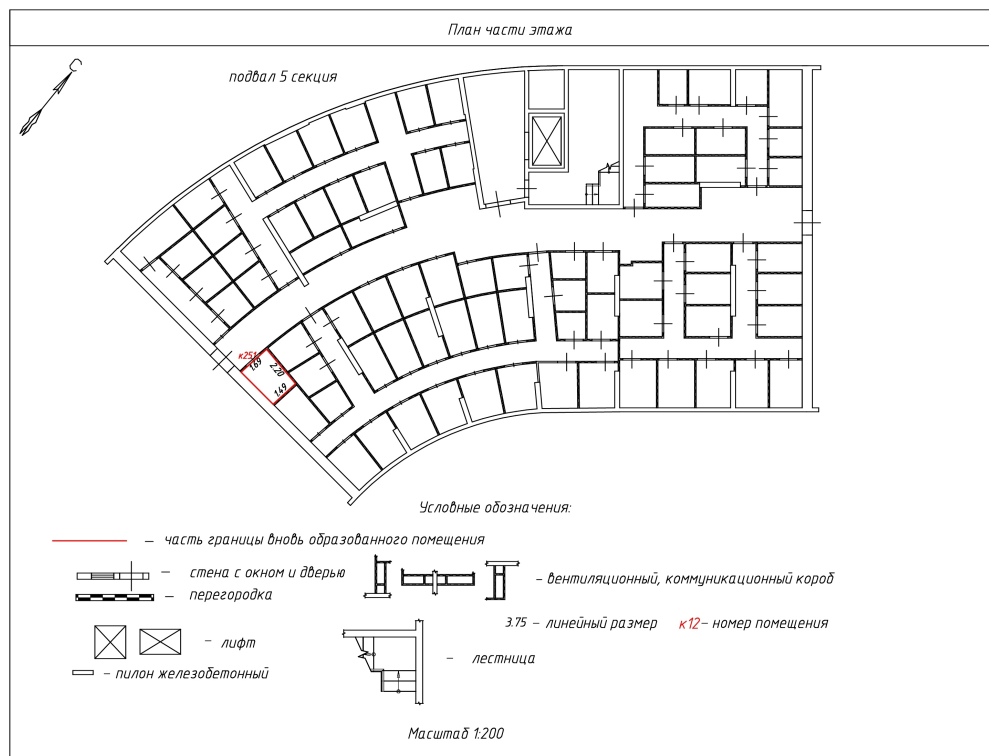 План части этажа
С
подвал 5 секция
к251
1.69
2.20
1.49
Условные обозначения:
– часть границы вновь образованного помещения
– стена с окном и дверью
– перегородка
– вентиляционный, коммуникационный короб
3.75 – линейный размер к12– номер помещения
– лифт
– лестница
– пилон железобетонный
Масштаб 1:200